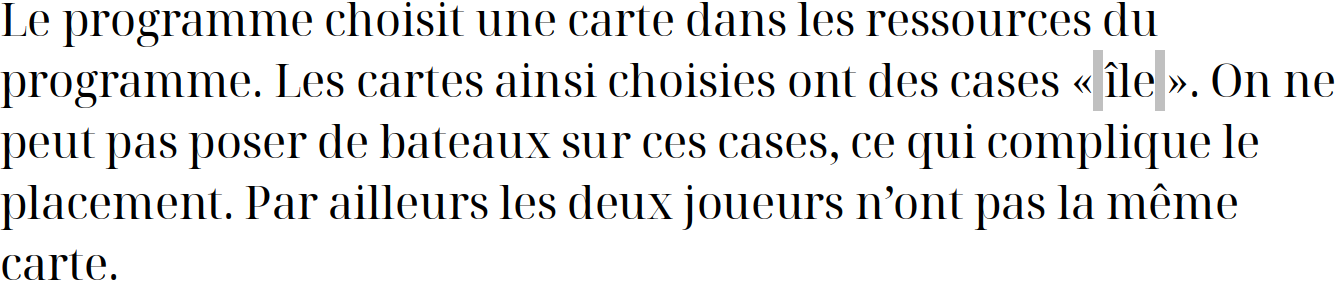 Le programme choisit une carte dans les ressources du
programme. Les cartes ainsi choisies ont des cases « île ». On ne
peut pas poser de bateaux sur ces cases, ce qui complique le
placement. Par ailleurs les deux joueurs n’ont pas la même
carte.